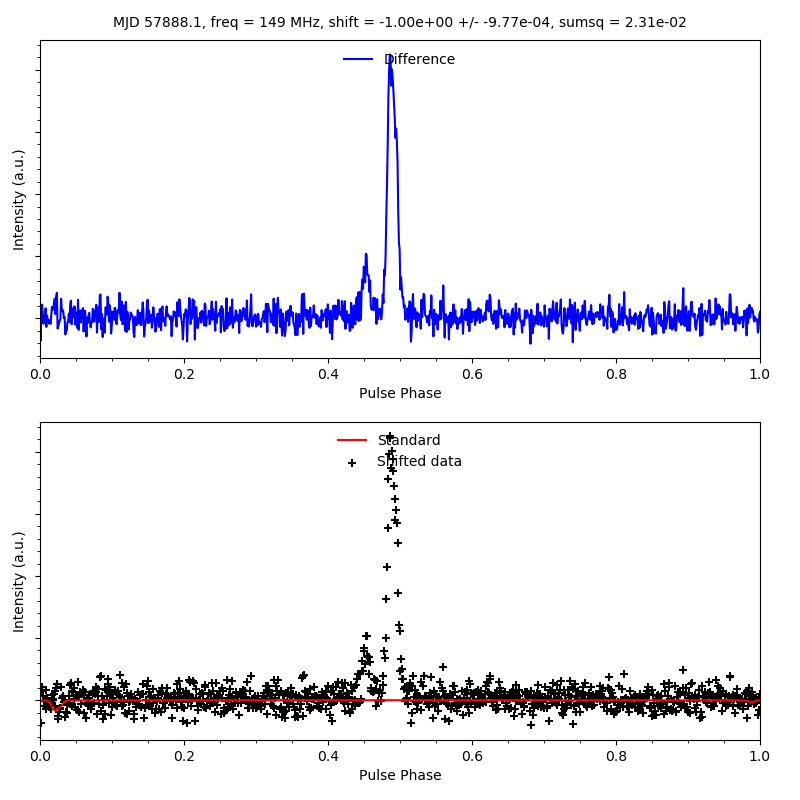 MJD 57888.1, freq = 149 MHz, shift = -1.00e+00 +/- -9.77e-04, sumsq = 2.31e-02
Difference
Intensity (a.u.)
0.0 0.2 0.4 0.6 0.8 1.0
Pulse Phase
Standard
Shifted data
Intensity (a.u.)
0.0 0.2 0.4 0.6 0.8 1.0
Pulse Phase